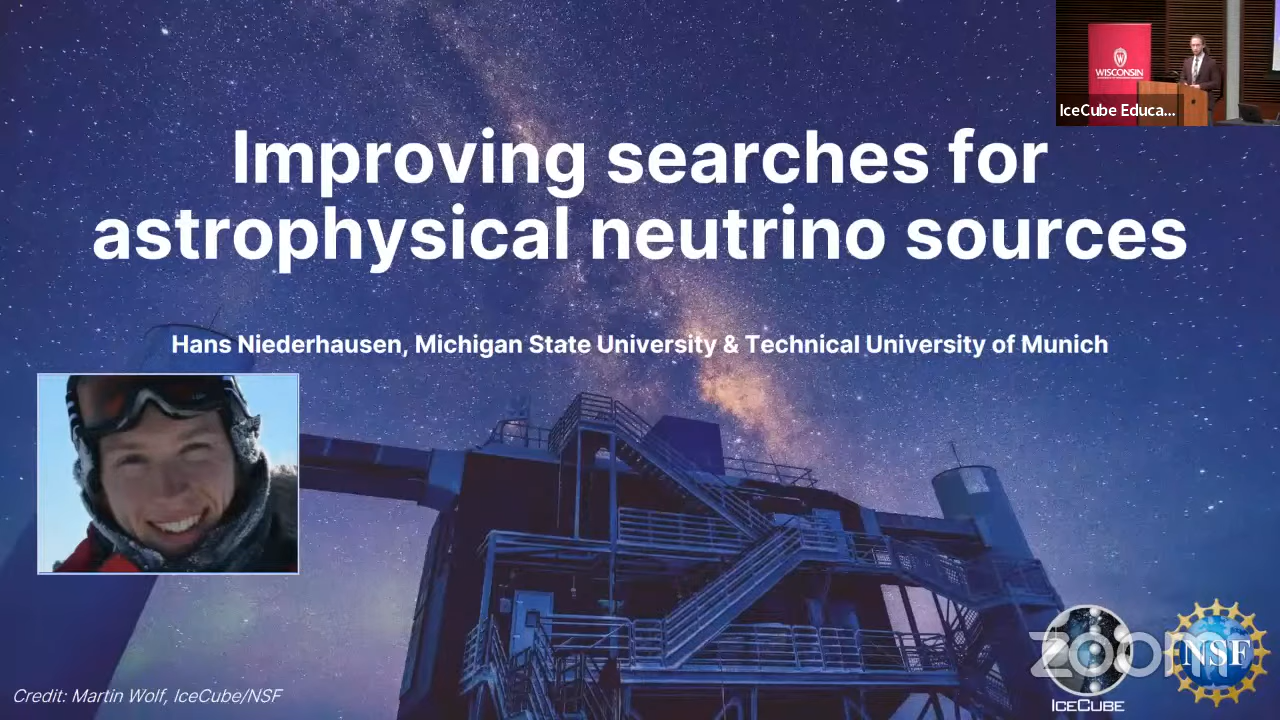 WISCONSIN
IceCube Educa...
Improving searches for
astrophysical neutrino sources
Hans Niederhausen, Michigan State University & Technical University of Munich
Credit: Martin Wolf, IceCube/NSF
zoom
ICECUBE
NSF